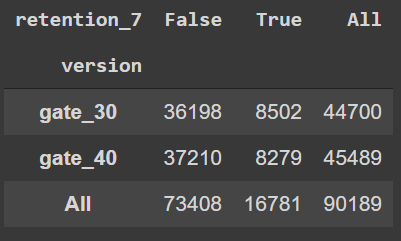 retention_7 False True All
version
gate_30 36198 8502 44700
gate_40 37210 8279 45489
All 73408 16781 90189